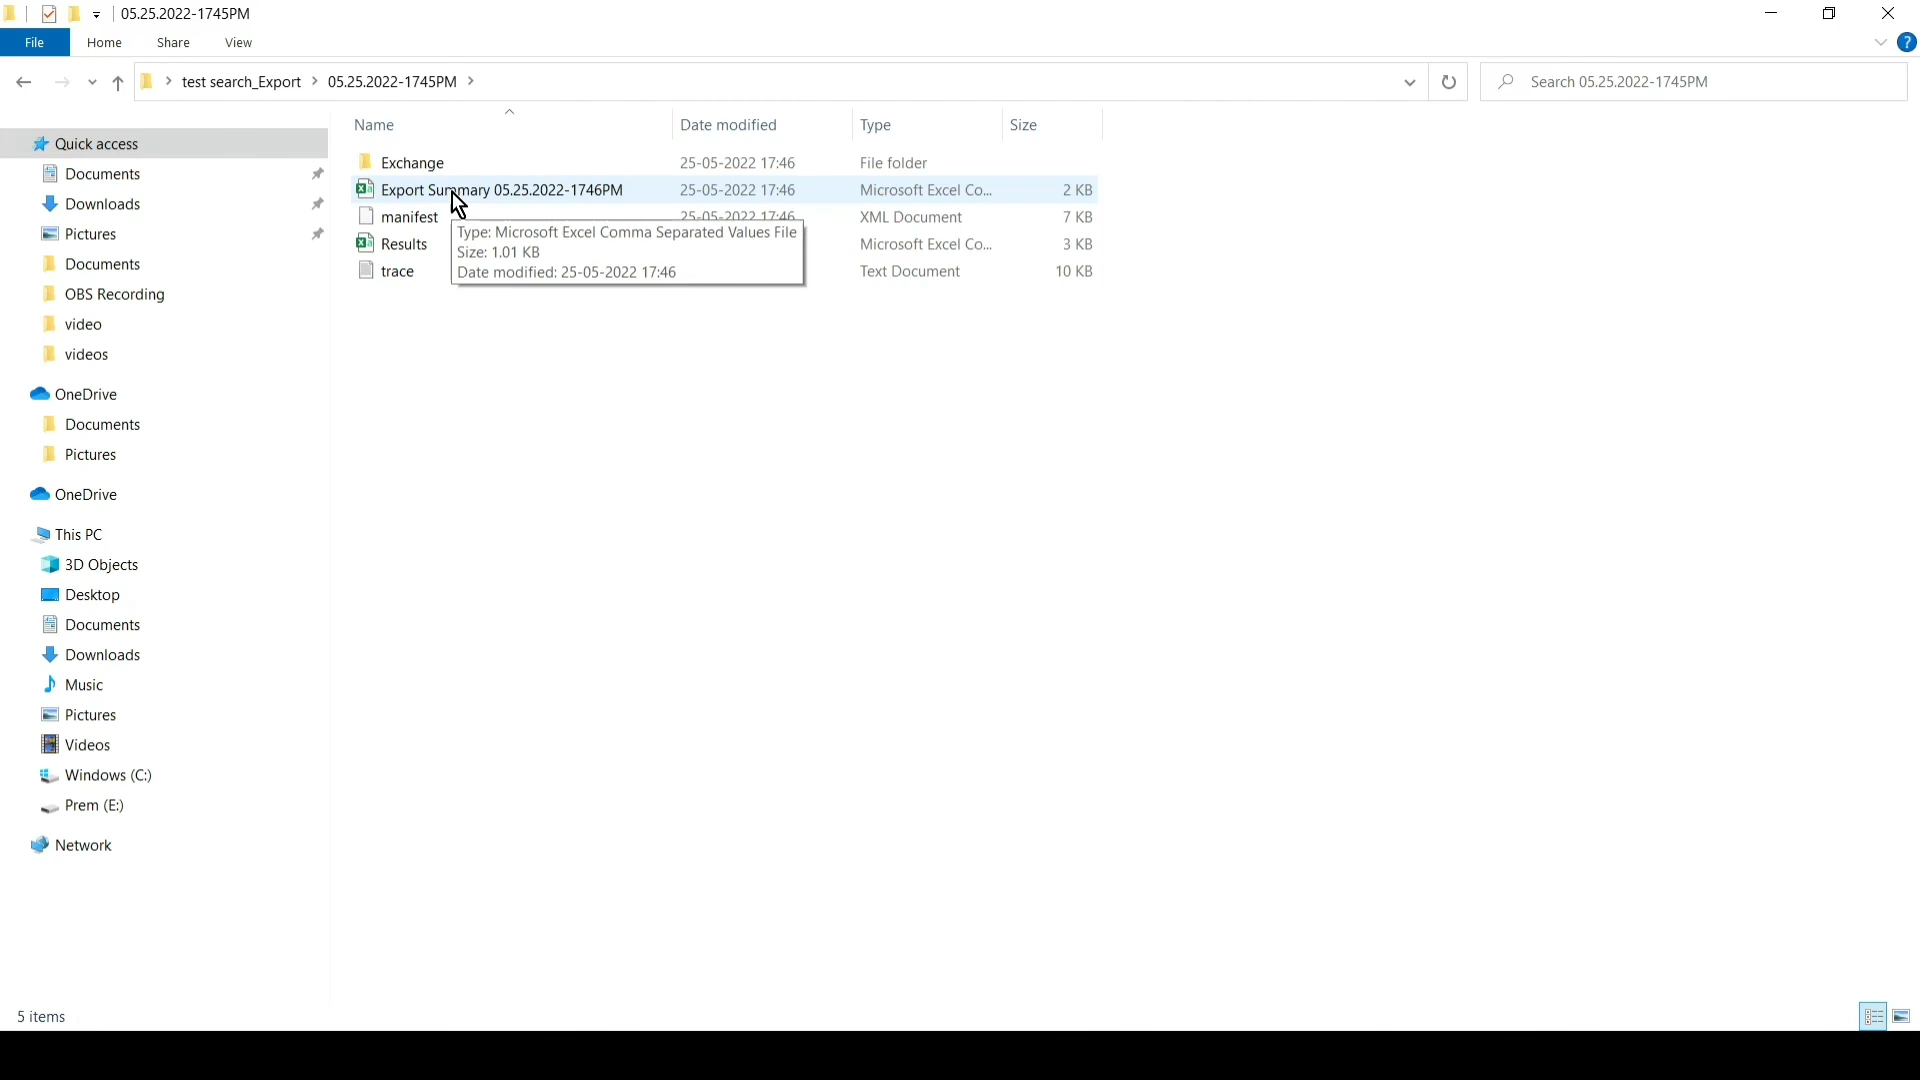 05.25.2022-1745PM
File Home Share View
test search_Export 05.25.2022-1745PM
Search 05.25.2022-1745PM
Name Date modified Type Size
Exchange 25-05-2022 17:46 File folder
Export Summary 05.25.2022-1746PM 25-05-2022 17:46 Microsoft Excel Co... 2 KB
manifest 25-05-2022 17:46 XML Document 7 KB
Results Microsoft Excel Co... 3 KB
trace Text Document 10 KB
Type: Microsoft Excel Comma Separated Values File
Size: 1.01 KB
Date modified: 25-05-2022 17:46
Quick access
Documents
Downloads
Pictures
Documents
OBS Recording
video
videos
OneDrive
Documents
Pictures
OneDrive
This PC
3D Objects
Desktop
Documents
Downloads
Music
Pictures
Videos
Windows (C:)
Prem (E:)
Network
5 items